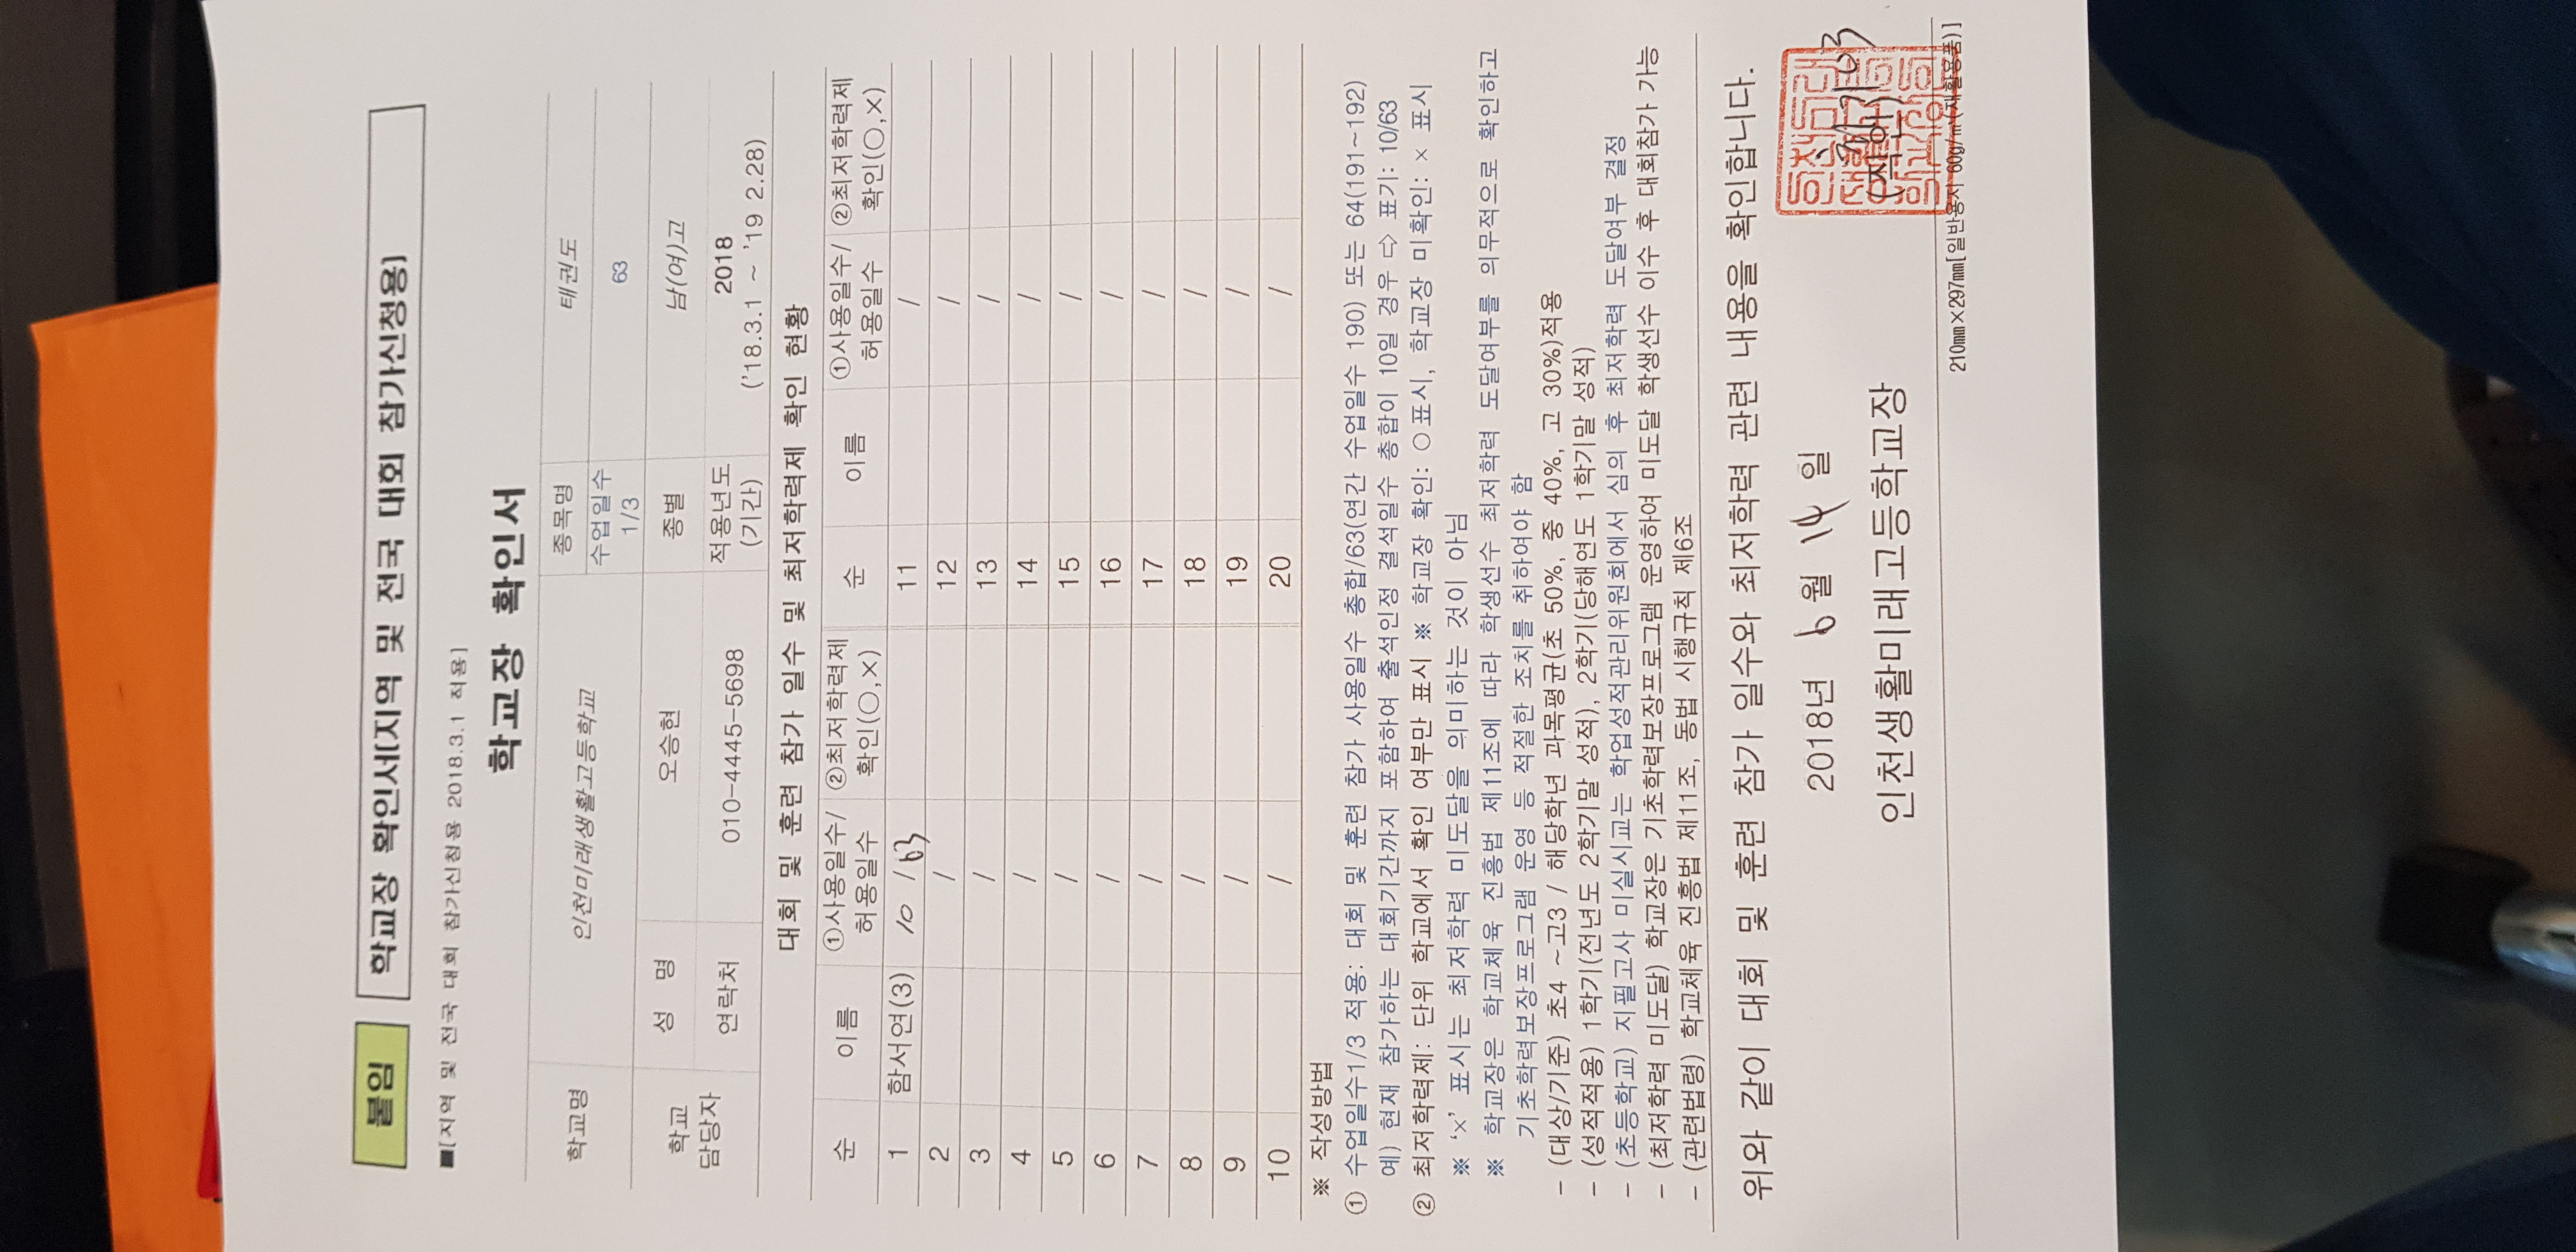 붙임
학교장 확인서(지역 및 전국 대회 참가신청용)
■[지역 및 전국 대회 참가신청용 2018.3.1 적용]
학교장 확인서
학교명 인천미래생활고등학교 종목명 태권도
수업일수 1/3 63
학교 담당자 성 명 오승현 종별 남(여)고
연락처 010-4445-5698 적용년도 (기간) 2018 ('18.3.1 ~ '19 2.28)
대회 및 훈련 참가 일수 및 최저학력제 확인 현황
순 이름 ①사용일수/허용일수 ②최저학력제 확인(○,×) 순 이름 ①사용일수/허용일수 ②최저학력제 확인(○,×)
1 함서연(3) 10 / 63 11 /
2 / 12 /
3 / 13 /
4 / 14 /
5 / 15 /
6 / 16 /
7 / 17 /
8 / 18 /
9 / 19 /
10 / 20 /
※ 작성방법
① 수업일수1/3 적용: 대회 및 훈련 참가 사용일수 총합/63(연간 수업일수 190) 또는 64(191~192)
예) 현재 참가하는 대회기간까지 포함하여 출석인정 결석일수 총합이 10일 경우 ⇨ 표기: 10/63
② 최저학력제: 단위 학교에서 확인 여부만 표시 ※ 학교장 확인: ○표시, 학교장 미확인: × 표시
※ '×' 표시는 최저학력 미도달을 의미하는 것이 아님
※ 학교장은 학교체육 진흥법 제11조에 따라 학생선수 최저학력 도달여부를 의무적으로 확인하고
기초학력보장프로그램 운영 등 적절한 조치를 취하여야 함
- (대상/기준) 초4 ~고3 / 해당학년 과목평균(초 50%, 중 40%, 고 30%)적용
- (성적적용) 1학기(전년도 2학기말 성적), 2학기(당해연도 1학기말 성적)
- (초등학교) 지필고사 미실시교는 학업성적관리위원회에서 심의 후 최저학력 도달여부 결정
- (최저학력 미도달) 학교장은 기초학력보장프로그램 운영하여 미도달 학생선수 이수 후 대회참가 가능
- (관련법령) 학교체육 진흥법 제11조, 동법 시행규칙 제6조
위와 같이 대회 및 훈련 참가 일수와 최저학력 관련 내용을 확인합니다.
2018년 6월 14일
인천생활미래고등학교장 (직인)
210㎜×297㎜[일반용지 60g/㎡(재활용품)]